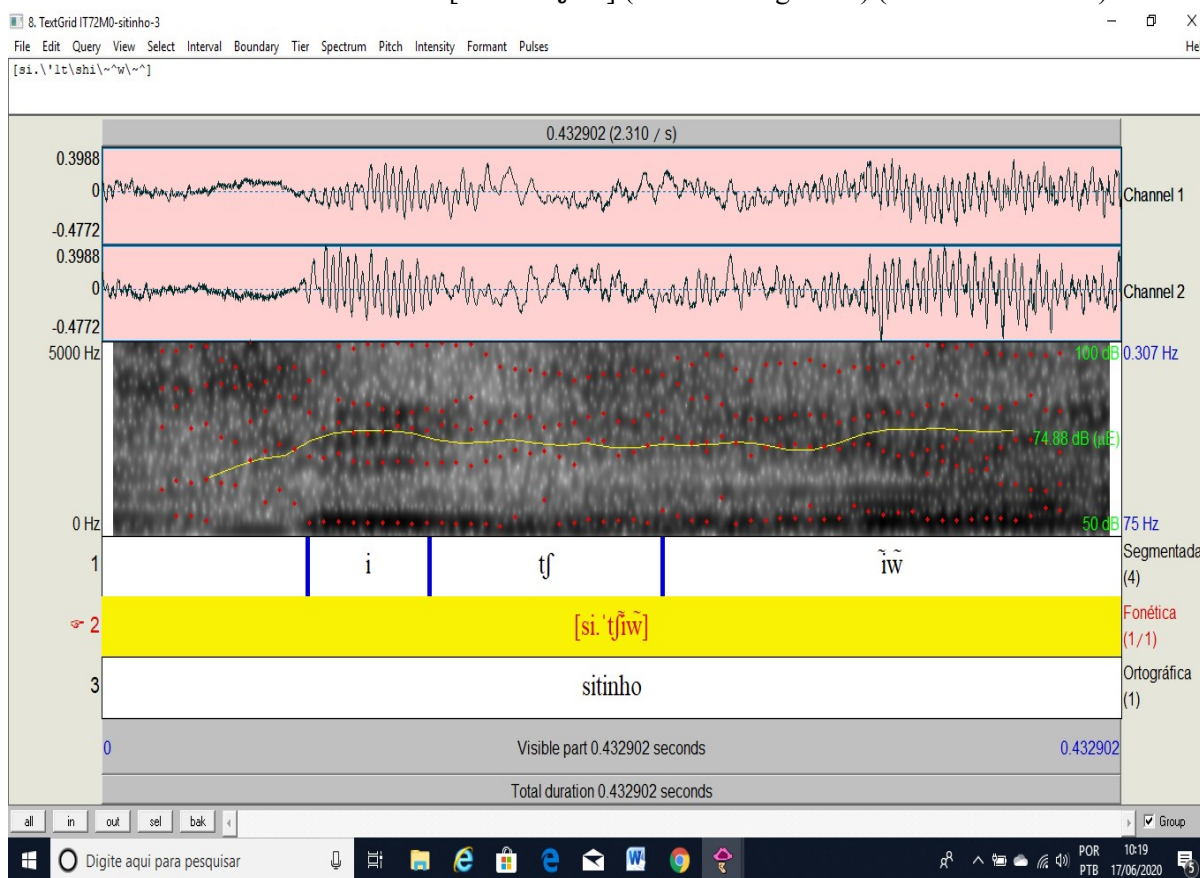 8. TextGrid IT72M0-sitinho-3
File Edit Query View Select Interval Boundary Tier Spectrum Pitch Intensity Formant Pulses Hel
[si.\'1t\shi\~^w\~^]
0.432902 (2.310 / s)
0.3988
0
-0.4772
Channel 1
0.3988
0
-0.4772
Channel 2
5000 Hz
100 dB 0.307 Hz
74.88 dB (µE)
0 Hz
50 dB 75 Hz
1 i tʃ ĩw̃ Segmentada
(4)
2 [si.ˈtʃĩw̃] Fonética
(1/1)
3 sitinho Ortográfica
(1)
0 Visible part 0.432902 seconds 0.432902
Total duration 0.432902 seconds
all in out sel bak Group
Digite aqui para pesquisar
POR 10:19
PTB 17/06/2020
5